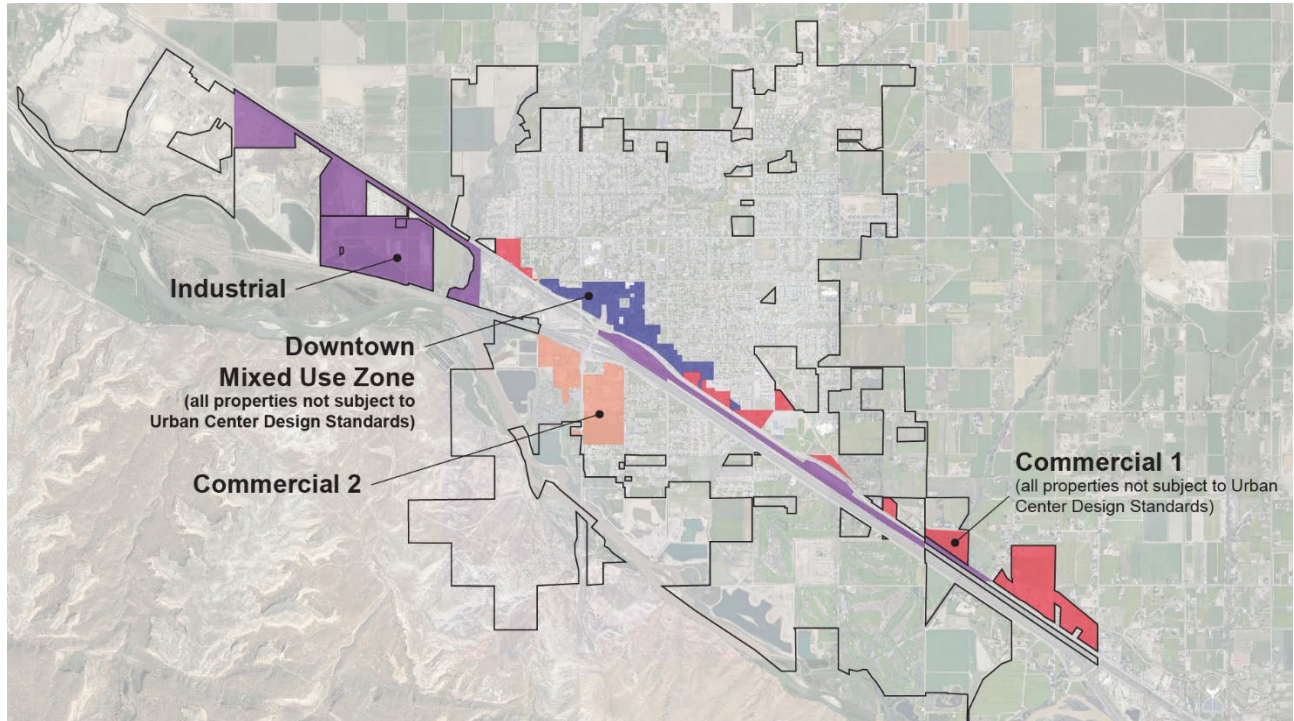 Industrial
Downtown
Mixed Use Zone
(all properties not subject to
Urban Center Design Standards)
Commercial 2
Commercial 1
(all properties not subject to Urban
Center Design Standards)